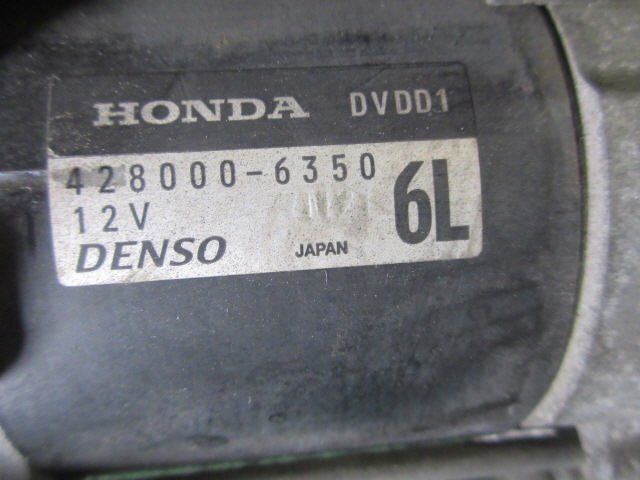 HONDA DVDD1
428000-6350
12V 6L
DENSO JAPAN